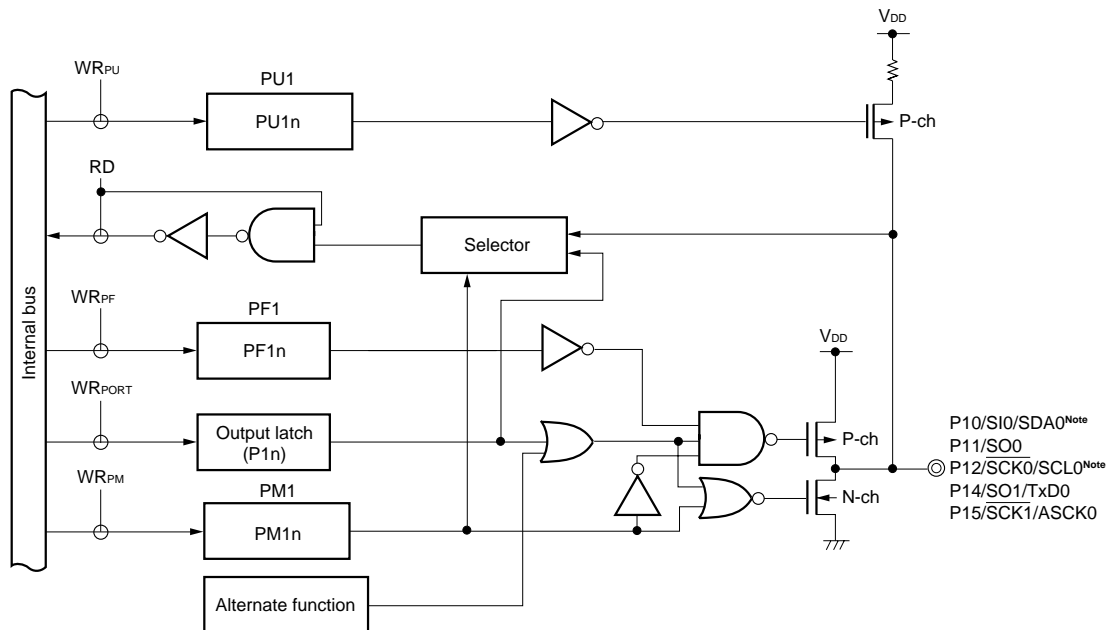 VDD
WRPU
PU1
PU1n
P-ch
RD
Selector
Internal bus
WRPF
PF1
PF1n
VDD
WRPORT
Output latch
(P1n)
P-ch
P10/SI0/SDA0Note
P11/SO0
P12/SCK0/SCL0Note
P14/SO1/TxD0
P15/SCK1/ASCK0
WRPM
PM1
PM1n
N-ch
Alternate function